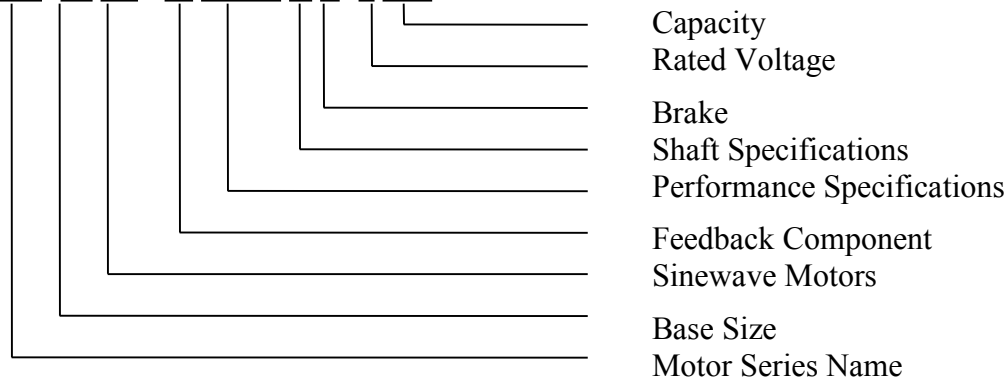 Capacity
Rated Voltage
Brake
Shaft Specifications
Performance Specifications
Feedback Component
Sinewave Motors
Base Size
Motor Series Name